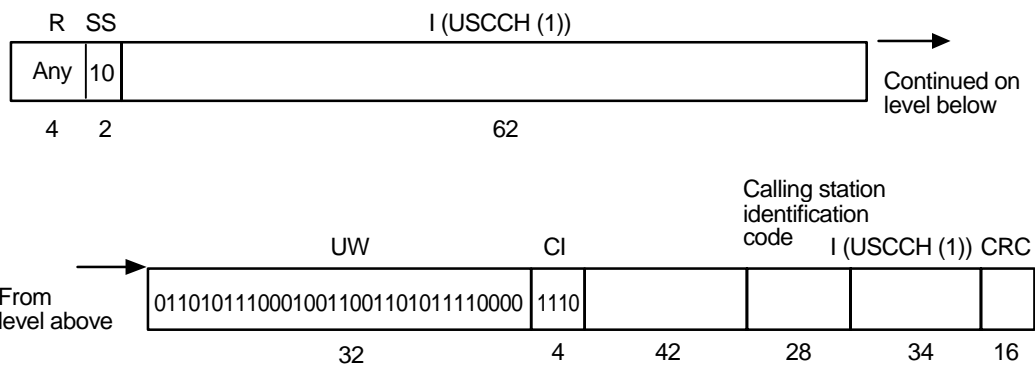 R SS I (USCCH (1))
Any 10
Continued on
level below
4 2 62
Calling station
identification
code
UW CI I (USCCH (1)) CRC
From
level above
01101011100010011001101011110000 1110
32 4 42 28 34 16